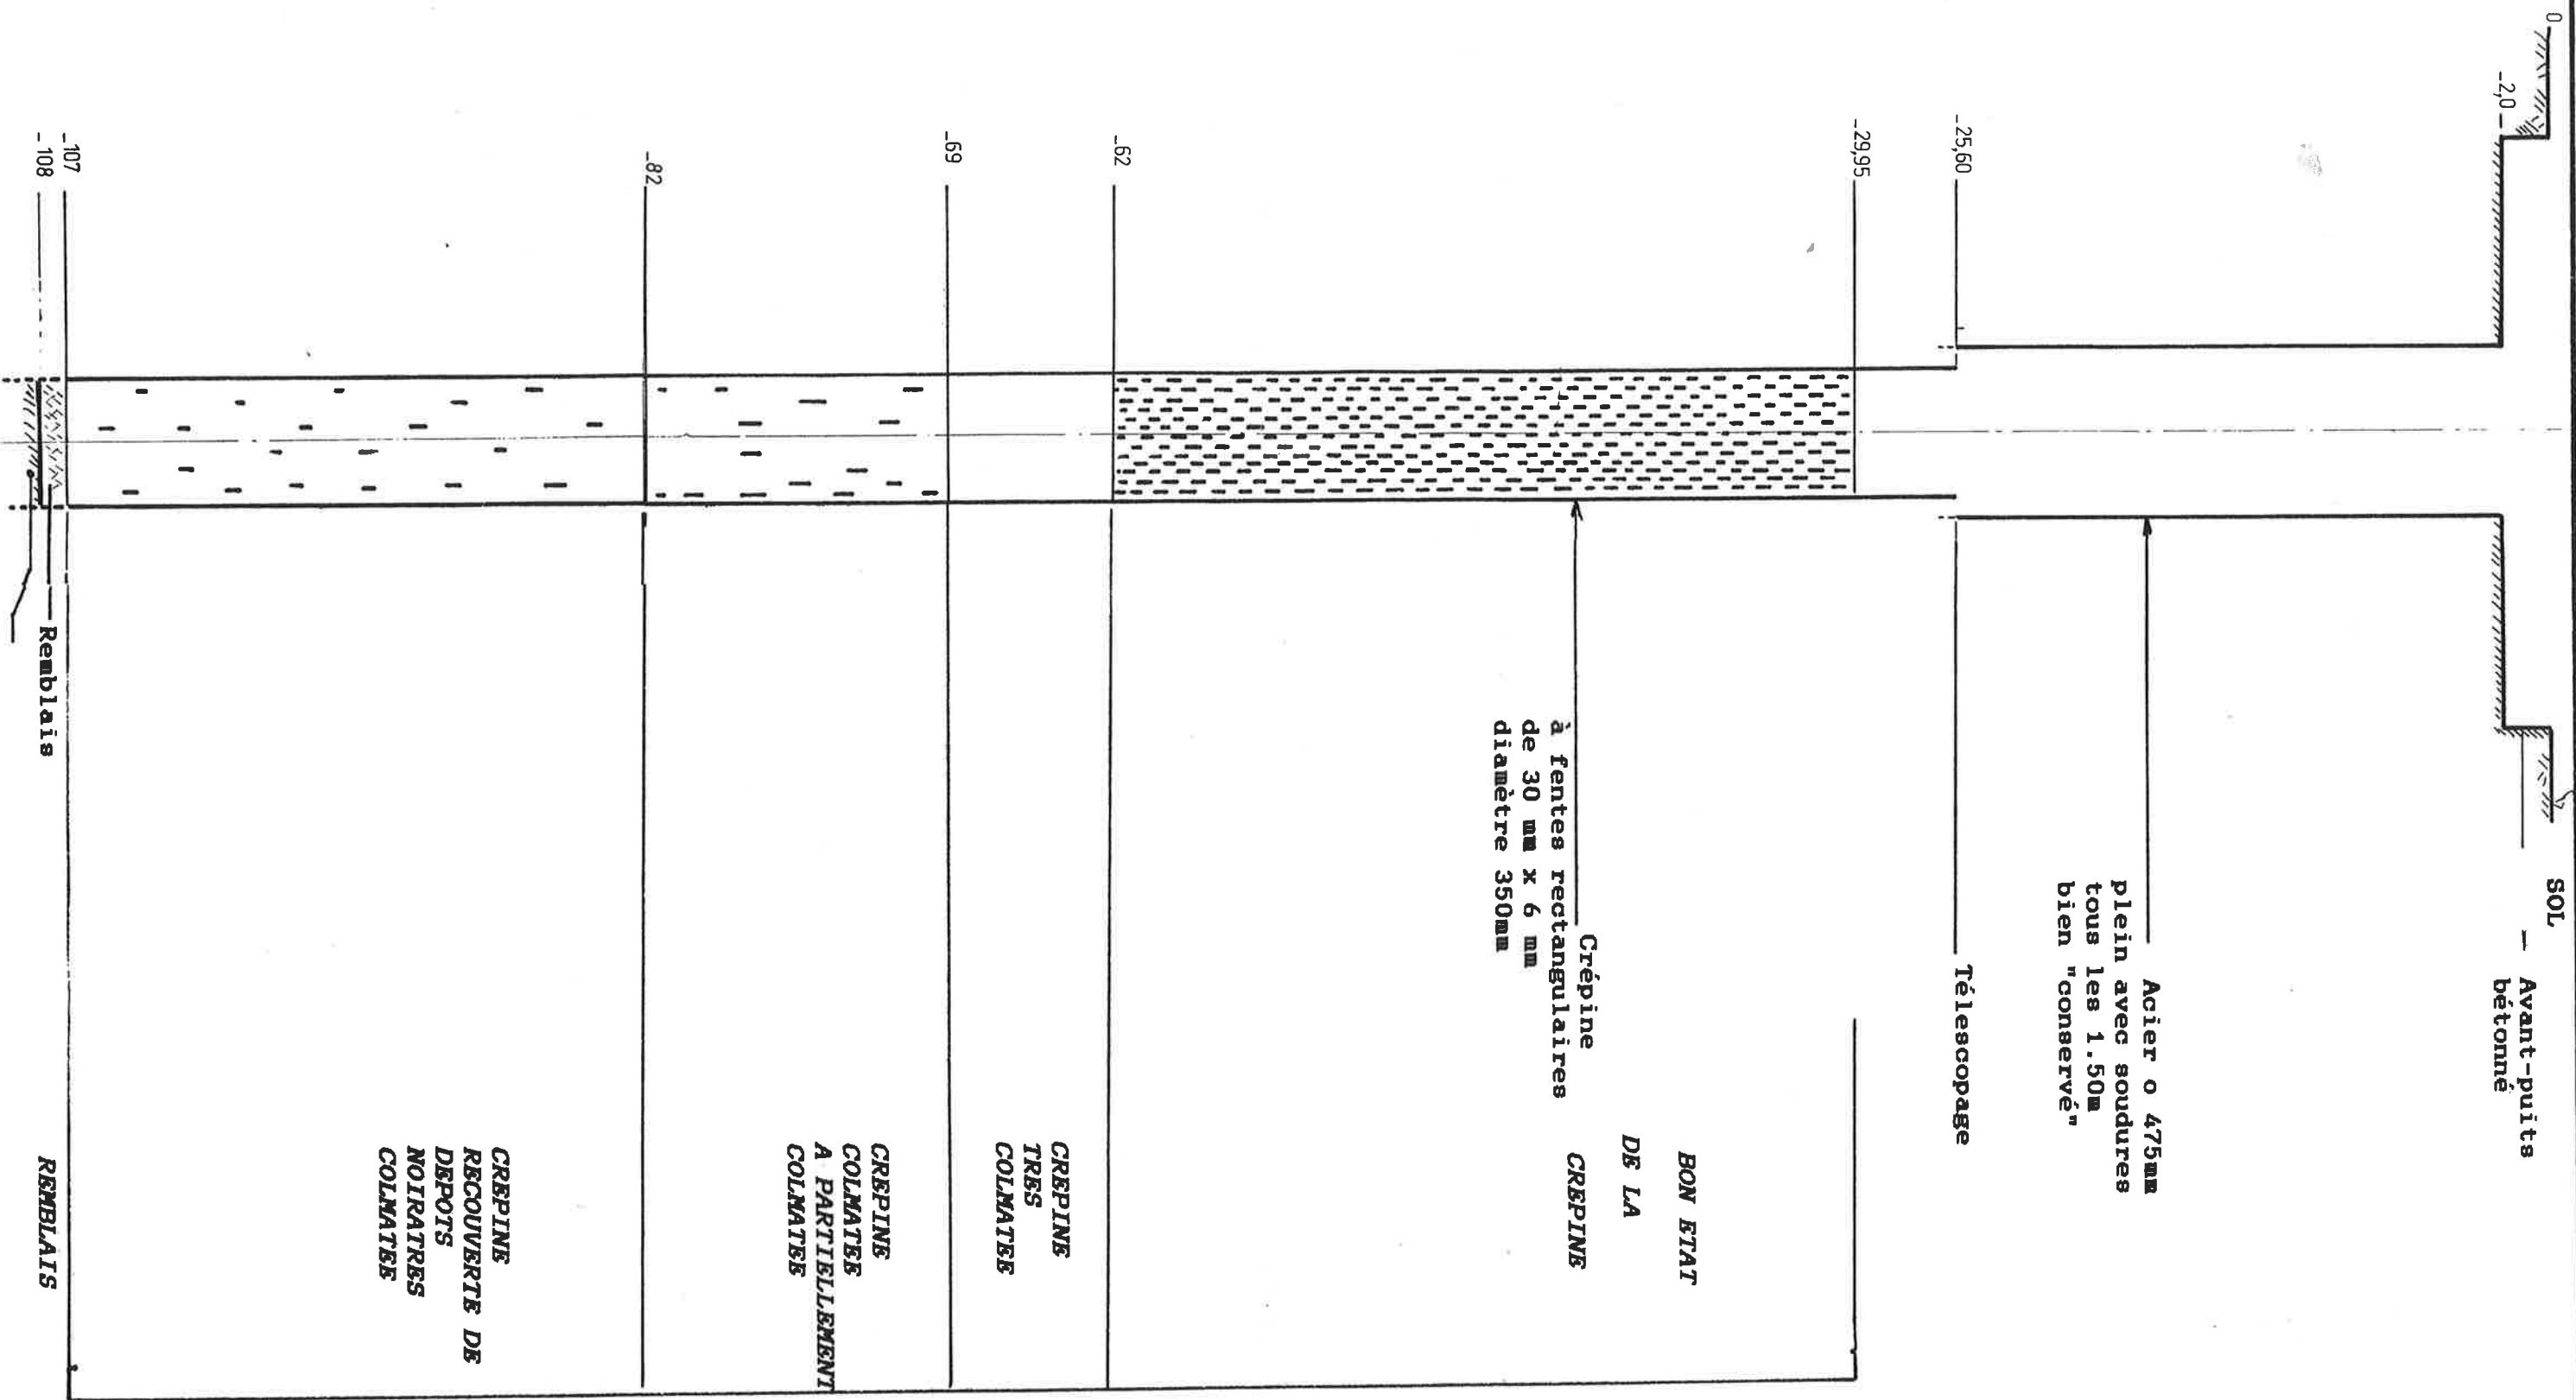 0
SOL
-2,0
— Avant-puits
bétonné
Acier o 475mm
plein avec soudures
tous les 1.50m
bien "conservé"
-25,60
Télescopage
-29,95
BON ETAT
DE LA
CREPINE
Crépine
à fentes rectangulaires
de 30 mm x 6 mm
diamètre 350mm
-62
CREPINE
TRES
COLMATEE
-69
CREPINE
COLMATEE
A PARTIELLEMENT
COLMATEE
-82
CREPINE
RECOUVERTE DE
DEPOTS
NOIRATRES
COLMATEE
-107
-108
Remblais
REMBLAIS